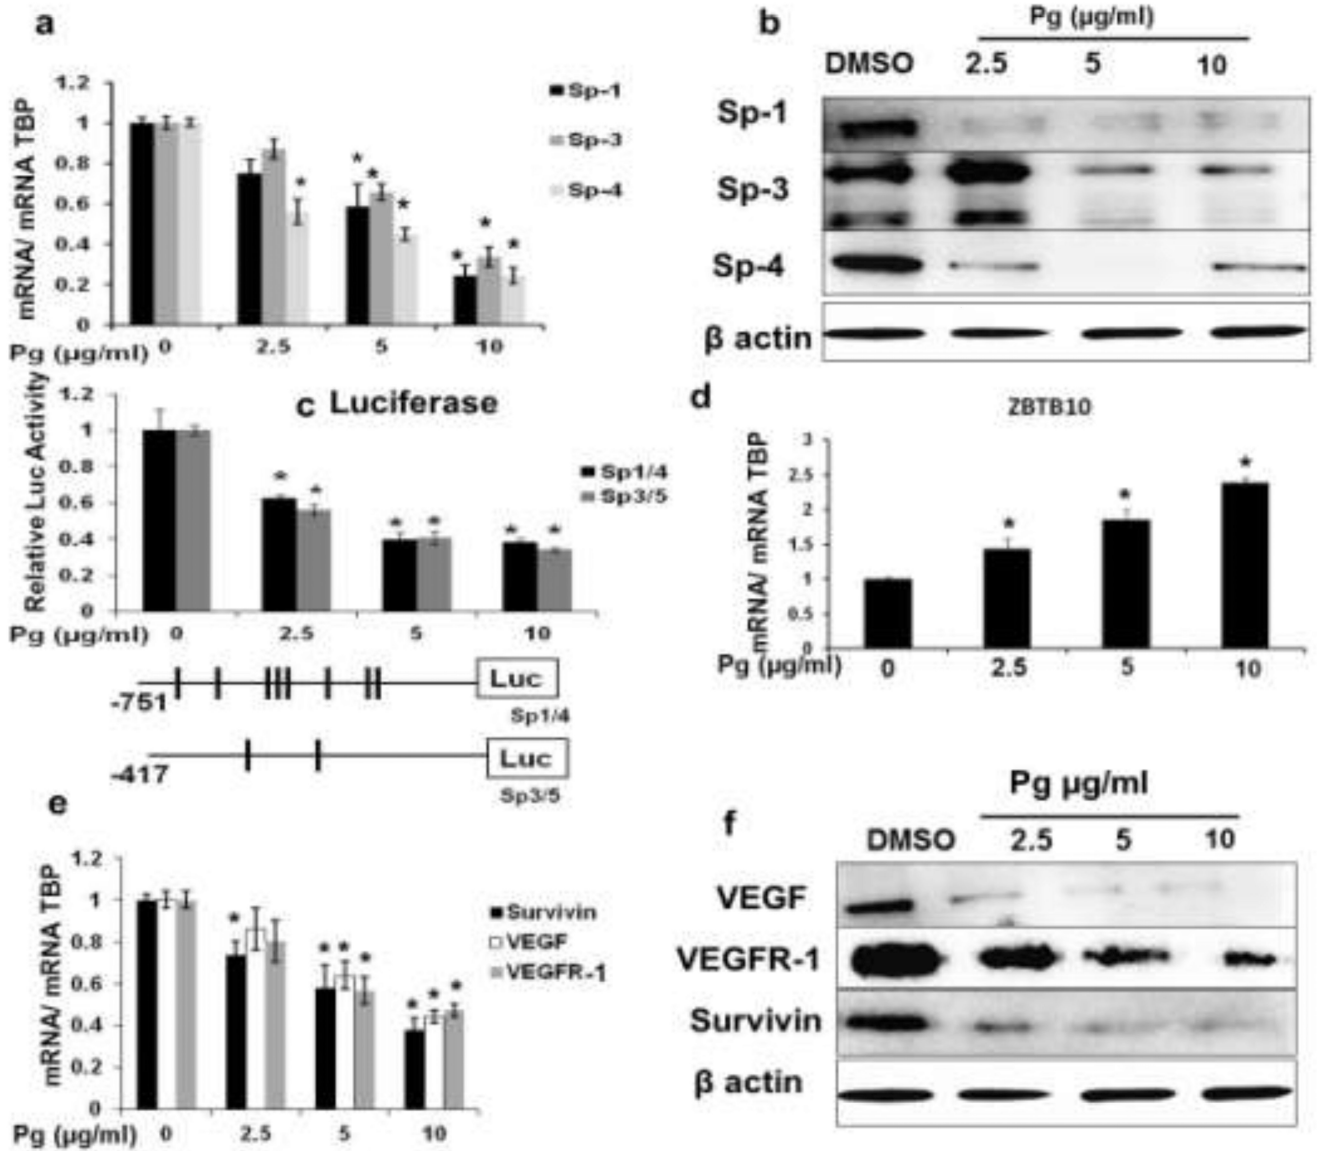 a
1.2
1
0.8
0.6
0.4
0.2
0
mRNA/ mRNA TBP
Sp-1
Sp-3
Sp-4
* * * * * * *
Pg (µg/ml) 0 2.5 5 10
b
Pg (µg/ml)
DMSO 2.5 5 10
Sp-1
Sp-3
Sp-4
β actin
c Luciferase
1.2
1
0.8
0.6
0.4
0.2
0
Relative Luc Activity
Sp1/4
Sp3/5
* * * * * *
Pg (µg/ml) 0 2.5 5 10
-751 Luc
Sp1/4
-417 Luc
Sp3/5
d
ZBTB10
3
2.5
2
1.5
1
0.5
0
mRNA/ mRNA TBP
* * *
Pg (µg/ml) 0 2.5 5 10
e
1.2
1
0.8
0.6
0.4
0.2
0
mRNA/ mRNA TBP
Survivin
VEGF
VEGFR-1
* * * * * * *
Pg (µg/ml) 0 2.5 5 10
f
Pg µg/ml
DMSO 2.5 5 10
VEGF
VEGFR-1
Survivin
β actin